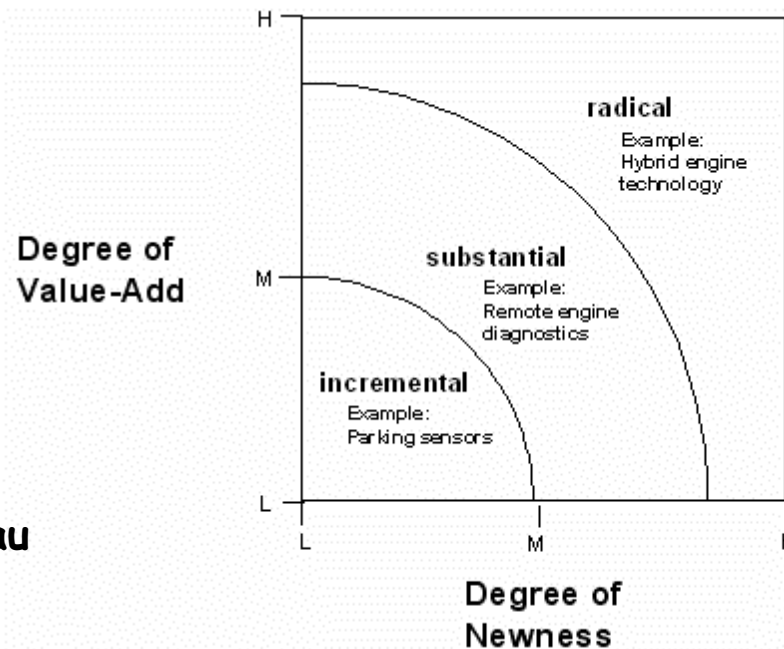 H
radical
Example:
Hybrid engine
technology
Degree of
Value-Add
substantial
M
Example:
Remote engine
diagnostics
incremental
Example:
Parking sensors
L
L
M
Degree of
Newness